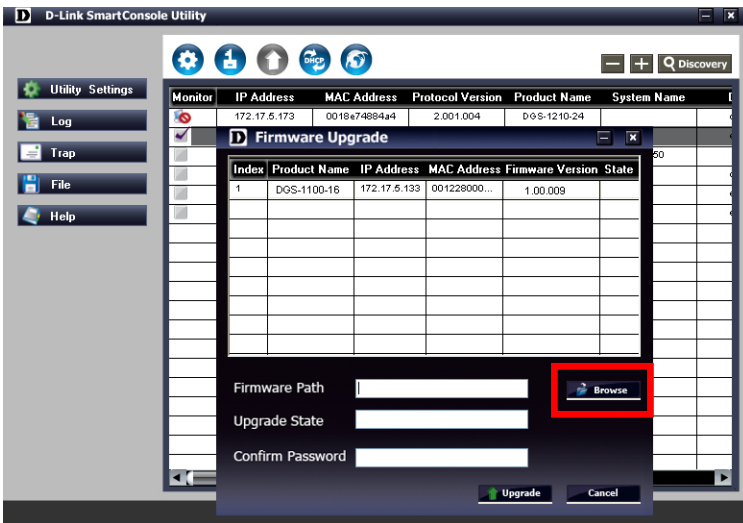 D D-Link SmartConsole Utility
DHCP
Discovery
Utility Settings
Log
Trap
File
Help
Monitor IP Address MAC Address Protocol Version Product Name System Name
172.17.5.173 0018e74884a4 2.001.004 DGS-1210-24
50
D Firmware Upgrade
Index Product Name IP Address MAC Address Firmware Version State
1 DGS-1100-16 172.17.5.133 001228000... 1.00.009
Firmware Path Browse
Upgrade State
Confirm Password
Upgrade Cancel